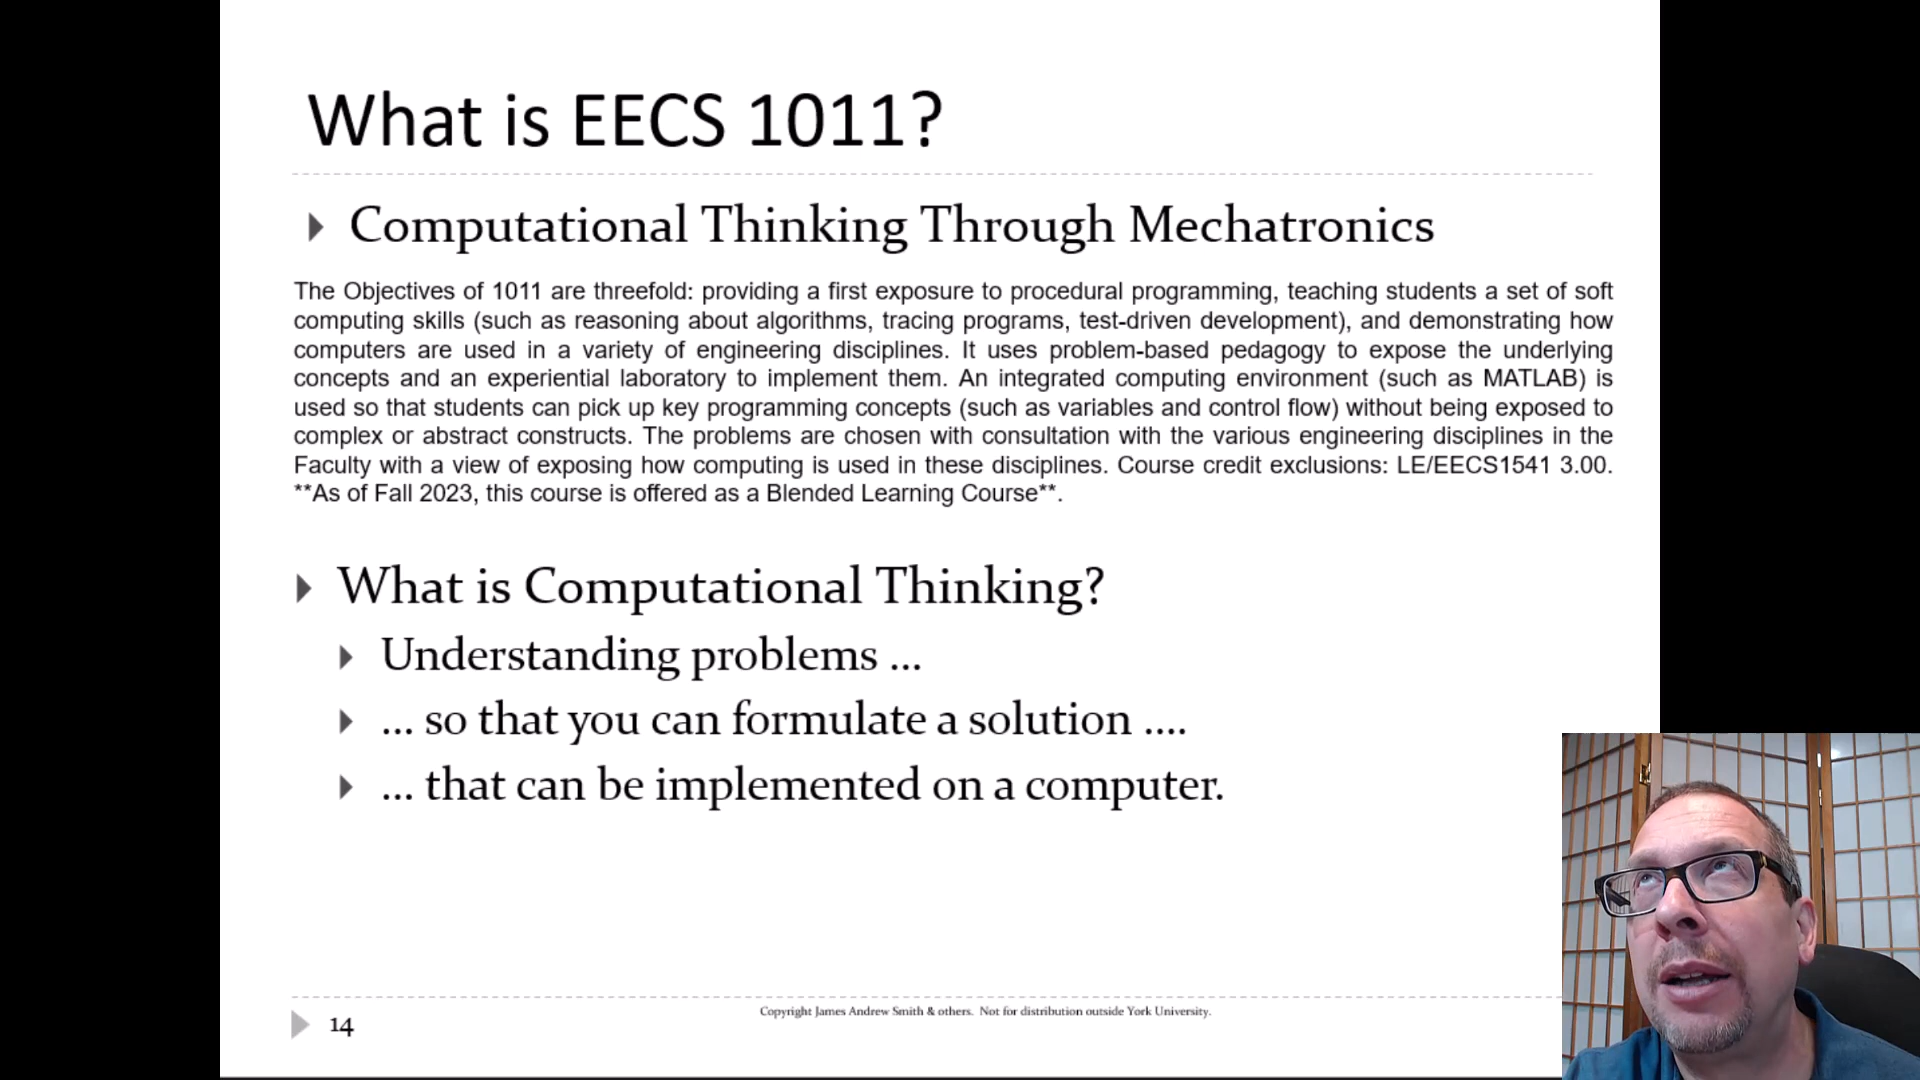 What is EECS 1011?
Computational Thinking Through Mechatronics
The Objectives of 1011 are threefold: providing a first exposure to procedural programming, teaching students a set of soft
computing skills (such as reasoning about algorithms, tracing programs, test-driven development), and demonstrating how
computers are used in a variety of engineering disciplines. It uses problem-based pedagogy to expose the underlying
concepts and an experiential laboratory to implement them. An integrated computing environment (such as MATLAB) is
used so that students can pick up key programming concepts (such as variables and control flow) without being exposed to
complex or abstract constructs. The problems are chosen with consultation with the various engineering disciplines in the
Faculty with a view of exposing how computing is used in these disciplines. Course credit exclusions: LE/EECS1541 3.00.
**As of Fall 2023, this course is offered as a Blended Learning Course**.
What is Computational Thinking?
Understanding problems ...
... so that you can formulate a solution ....
... that can be implemented on a computer.
Copyright James Andrew Smith & others. Not for distribution outside York University.
14